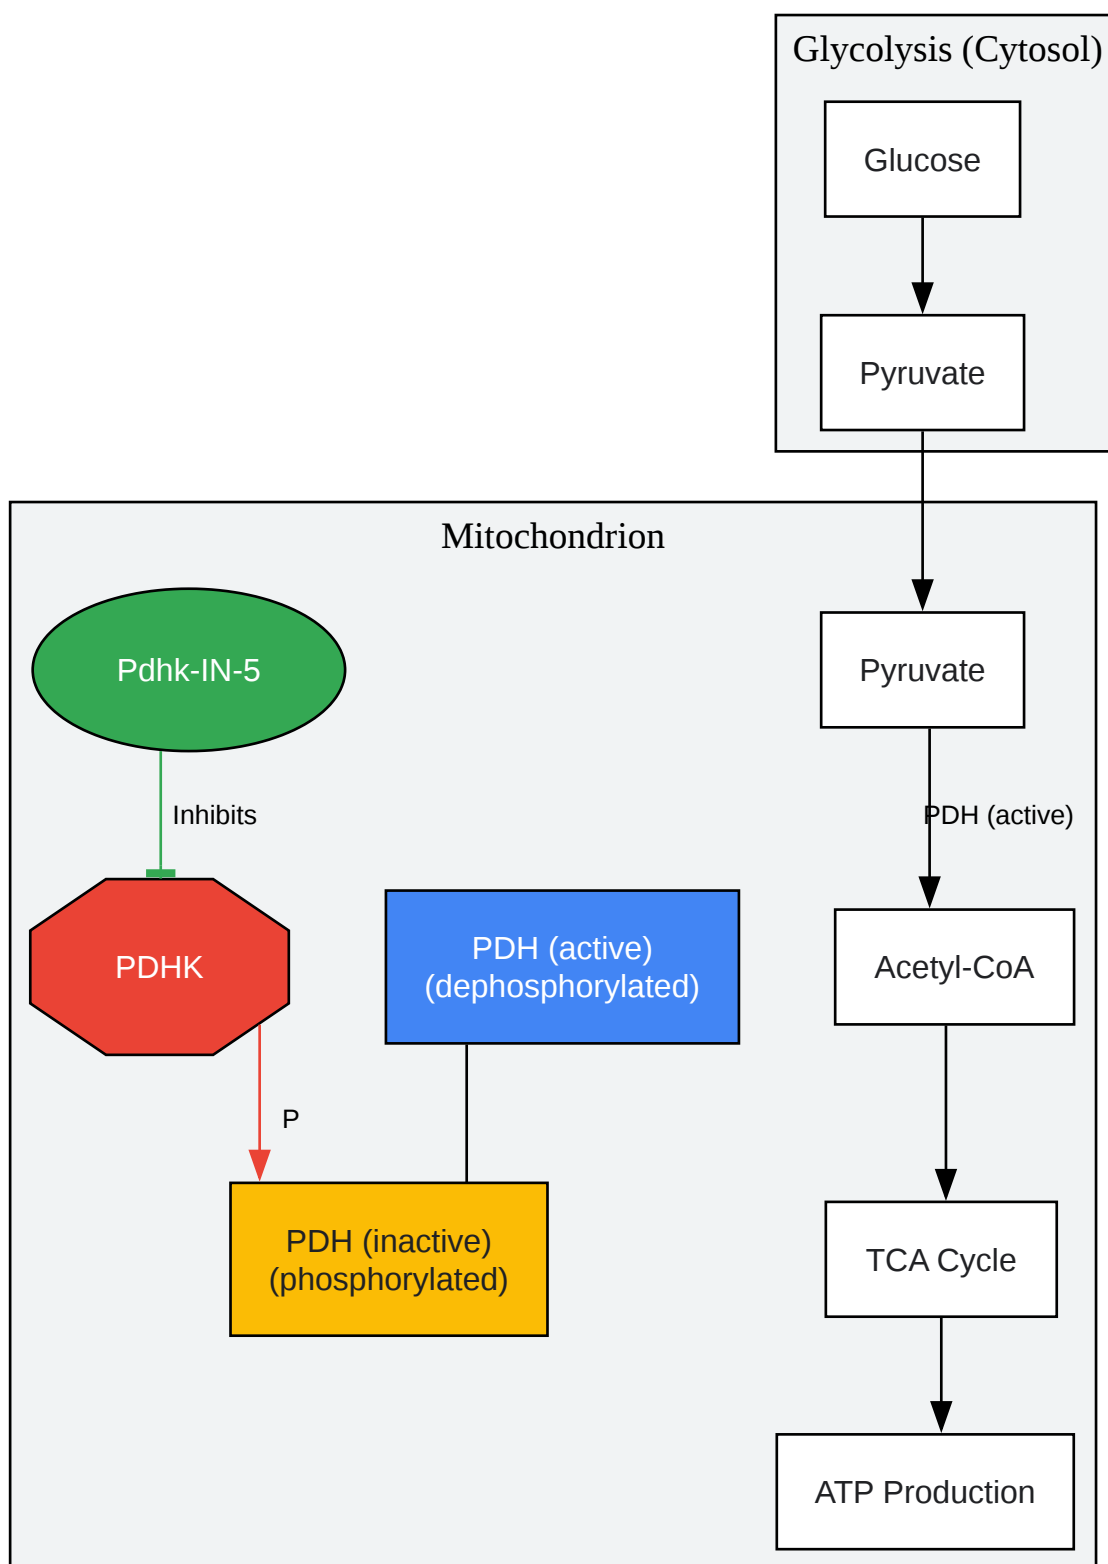 Glycolysis (Cytosol)
Glucose
Pyruvate
Mitochondrion
Pdhk-IN-5
Pyruvate
Inhibits
PDH (active)
PDHK
PDH (active)
(dephosphorylated)
Acetyl-CoA
P
PDH (inactive)
(phosphorylated)
TCA Cycle
ATP Production